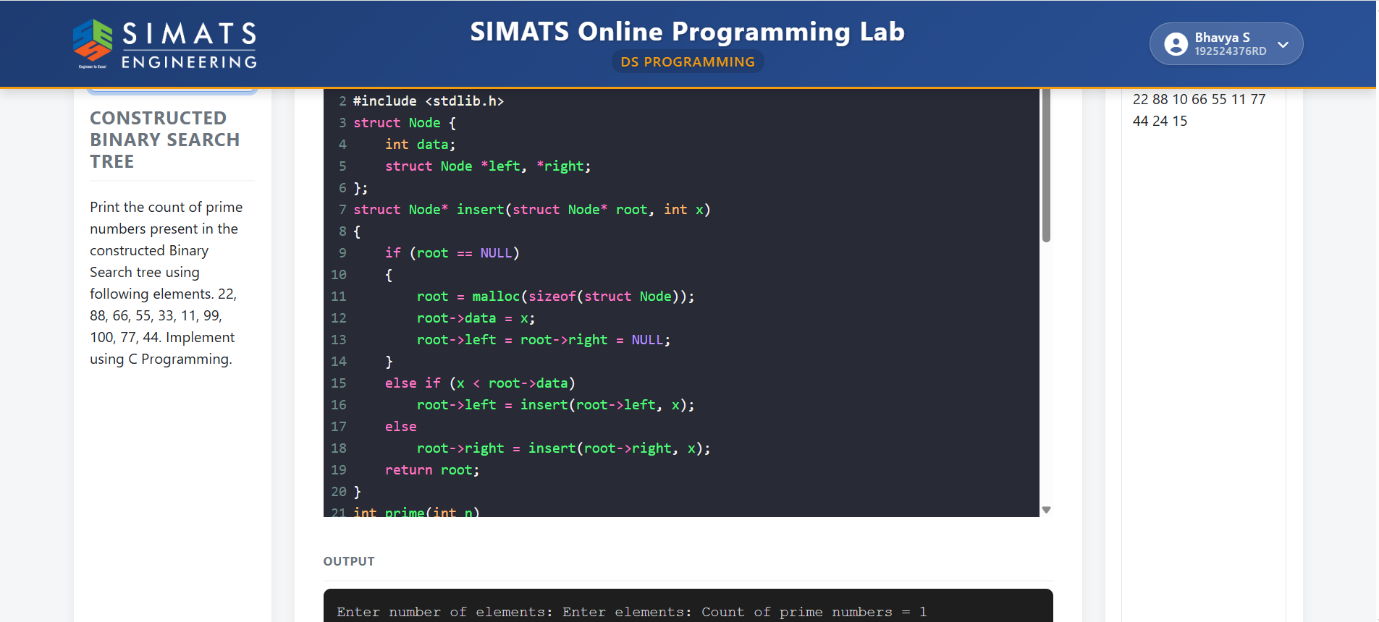 SIMATS
ENGINEERING
Engineer to Excel
SIMATS Online Programming Lab
DS PROGRAMMING
Bhavya S
192524376RD
CONSTRUCTED
BINARY SEARCH
TREE
Print the count of prime
numbers present in the
constructed Binary
Search tree using
following elements. 22,
88, 66, 55, 33, 11, 99,
100, 77, 44. Implement
using C Programming.
2 #include <stdlib.h>
3 struct Node {
4     int data;
5     struct Node *left, *right;
6 };
7 struct Node* insert(struct Node* root, int x)
8 {
9     if (root == NULL)
10     {
11         root = malloc(sizeof(struct Node));
12         root->data = x;
13         root->left = root->right = NULL;
14     }
15     else if (x < root->data)
16         root->left = insert(root->left, x);
17     else
18         root->right = insert(root->right, x);
19     return root;
20 }
21 int prime(int n)
OUTPUT
Enter number of elements: Enter elements: Count of prime numbers = 1
22 88 10 66 55 11 77
44 24 15